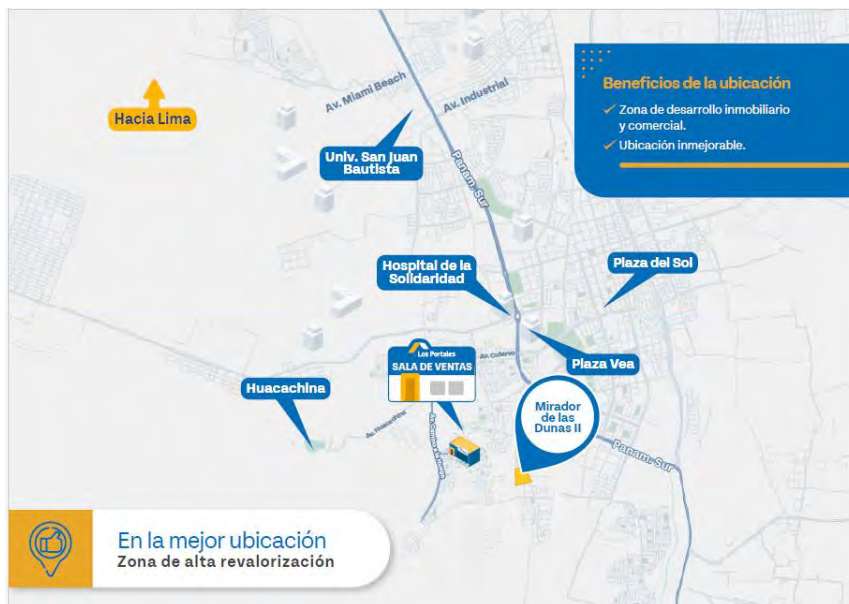 Hacia Lima
Av. Miami Beach
Av. Industrial
Beneficios de la ubicación
✓ Zona de desarrollo inmobiliario
y comercial.
✓ Ubicación inmejorable.
Univ. San Juan
Bautista
Panam. Sur
Hospital de la
Solidaridad
Plaza del Sol
Los Portales
SALA DE VENTAS
Plaza Vea
Huacachina
Av. Huacachina
Mirador
de las
Dunas II
Panam. Sur
En la mejor ubicación
Zona de alta revalorización